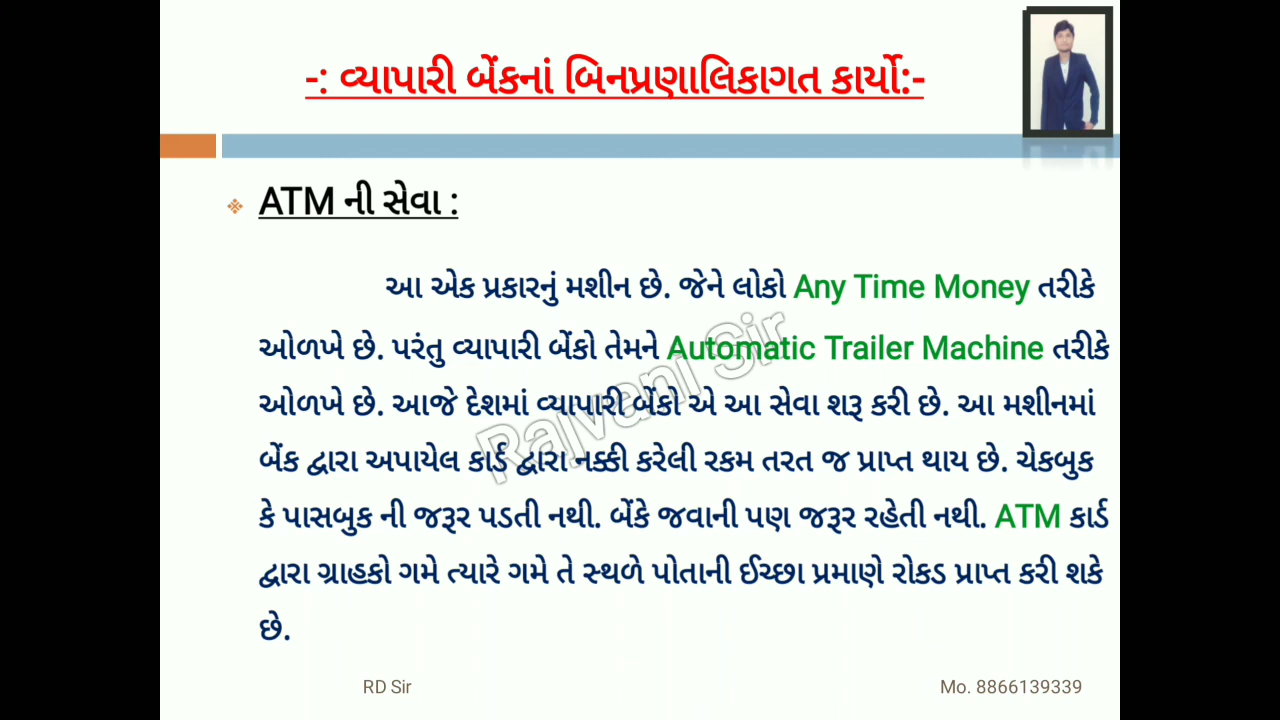 -: વ્યાપારી બેંકનાં બિનપ્રણાલિકાગત કાર્યો:-
ATM ની સેવા :
આ એક પ્રકારનું મશીન છે. જેને લોકો Any Time Money તરીકે
ઓળખે છે. પરંતુ વ્યાપારી બેંકો તેમને Automatic Trailer Machine તરીકે
ઓળખે છે. આજે દેશમાં વ્યાપારી બેંકો એ આ સેવા શરૂ કરી છે. આ મશીનમાં
બેંક દ્વારા અપાયેલ કાર્ડ દ્વારા નક્કી કરેલી રકમ તરત જ પ્રાપ્ત થાય છે. ચેકબુક
કે પાસબુક ની જરૂર પડતી નથી. બેંકે જવાની પણ જરૂર રહેતી નથી. ATM કાર્ડ
દ્વારા ગ્રાહકો ગમે ત્યારે ગમે તે સ્થળે પોતાની ઈચ્છા પ્રમાણે રોકડ પ્રાપ્ત કરી શકે
છે.
Rajvani Sir
RD Sir
Mo. 8866139339